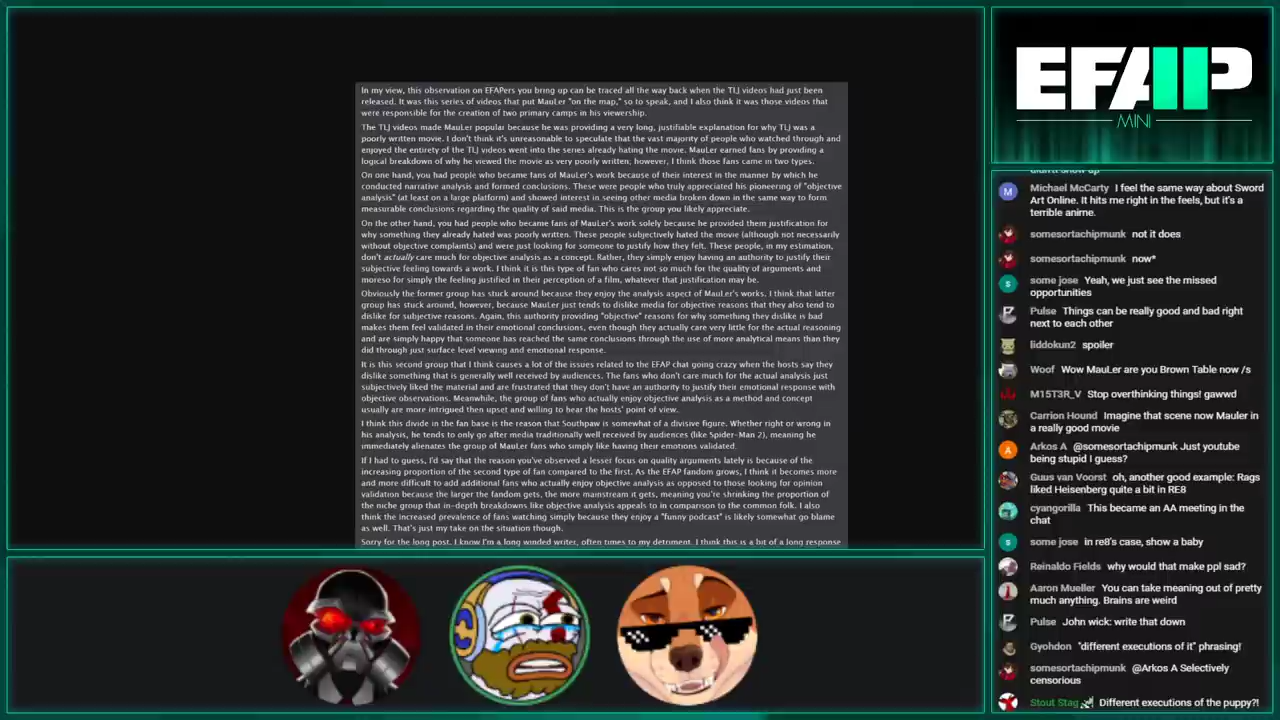 In my view, this observation on EFAPers you bring up can be traced all the way back when the TLJ videos had just been
released. It was this series of videos that put MauLer "on the map," so to speak, and I also think it was those videos that
were responsible for the creation of two primary camps in his viewership.
The TLJ videos made MauLer popular because he was providing a very long, justifiable explanation for why TLJ was a
poorly written movie. I don't think it's unreasonable to speculate that the vast majority of people who watched through and
enjoyed the entirety of the TLJ videos went into the series already hating the movie. MauLer earned fans by providing a
logical breakdown of why he viewed the movie as very poorly written; however, I think those fans came in two types.
On one hand, you had people who became fans of MauLer's work because of their interest in the manner by which he
conducted narrative analysis and formed conclusions. These were people who truly appreciated his pioneering of "objective
analysis" (at least on a large platform) and showed interest in seeing other media broken down in the same way to form
measurable conclusions regarding the quality of said media. This is the group you likely appreciate.
On the other hand, you had people who became fans of MauLer's work solely because he provided them justification for
why something they already hated was poorly written. These people subjectively hated the movie (although not necessarily
without objective complaints) and were just looking for someone to justify how they felt. These people, in my estimation,
don't actually care much for objective analysis as a concept. Rather, they simply enjoy having an authority to justify their
subjective feeling towards a work. I think it is this type of fan who cares not so much for the quality of arguments and
moreso for simply the feeling justified in their perception of a film, whatever that justification may be.
Obviously the former group has stuck around because they enjoy the analysis aspect of MauLer's works. I think that latter
group has stuck around, however, because MauLer just tends to dislike media for objective reasons that they also tend to
dislike for subjective reasons. Again, this authority providing "objective" reasons for why something they dislike is bad
makes them feel validated in their emotional conclusions, even though they actually care very little for the actual reasoning
and are simply happy that someone has reached the same conclusions through the use of more analytical means than they
did through just surface level viewing and emotional response.
It is this second group that I think causes a lot of the issues related to the EFAP chat going crazy when the hosts say they
dislike something that is generally well received by audiences. The fans who don't care much for the actual analysis just
subjectively liked the material and are frustrated that they don't have an authority to justify their emotional response with
objective observations. Meanwhile, the group of fans who actually enjoy objective analysis as a method and concept
usually are more intrigued then upset and willing to hear the hosts' point of view.
I think this divide in the fan base is the reason that Southpaw is somewhat of a divisive figure. Whether right or wrong in
his analysis, he tends to only go after media traditionally well received by audiences (like Spider-Man 2), meaning he
immediately alienates the group of MauLer fans who simply like having their emotions validated.
If I had to guess, I'd say that the reason you've observed a lesser focus on quality arguments lately is because of the
increasing proportion of the second type of fan compared to the first. As the EFAP fandom grows, I think it becomes more
and more difficult to add additional fans who actually enjoy objective analysis as opposed to those looking for opinion
validation because the larger the fandom gets, the more mainstream it gets, meaning you're shrinking the proportion of
the niche group that in-depth breakdowns like objective analysis appeals to in comparison to the common folk. I also
think the increased prevalence of fans watching simply because they enjoy a "funny podcast" is likely somewhat go blame
as well. That's just my take on the situation though.
Sorry for the long post. I know I'm a long winded writer, often times to my detriment. I think this is a bit of a long response
EFAP
MINI
didn't show up
Michael McCarty I feel the same way about Sword
Art Online. It hits me right in the feels, but it's a
terrible anime.
somesortachipmunk not it does
somesortachipmunk now*
some jose Yeah, we just see the missed
opportunities
Pulse Things can be really good and bad right
next to each other
liddokun2 spoiler
Woof Wow MauLer are you Brown Table now /s
M15T3R_V Stop overthinking things! gawwd
Carrion Hound Imagine that scene now Mauler in
a really good movie
Arkos A @somesortachipmunk Just youtube
being stupid I guess?
Guus van Voorst oh, another good example: Rags
liked Heisenberg quite a bit in RE8
cyangorilla This became an AA meeting in the
chat
some jose in re8's case, show a baby
Reinaldo Fields why would that make ppl sad?
Aaron Mueller You can take meaning out of pretty
much anything. Brains are weird
Pulse John wick: write that down
Gyohdon "different executions of it" phrasing!
somesortachipmunk @Arkos A Selectively
censorious
Stout Stag Different executions of the puppy?!